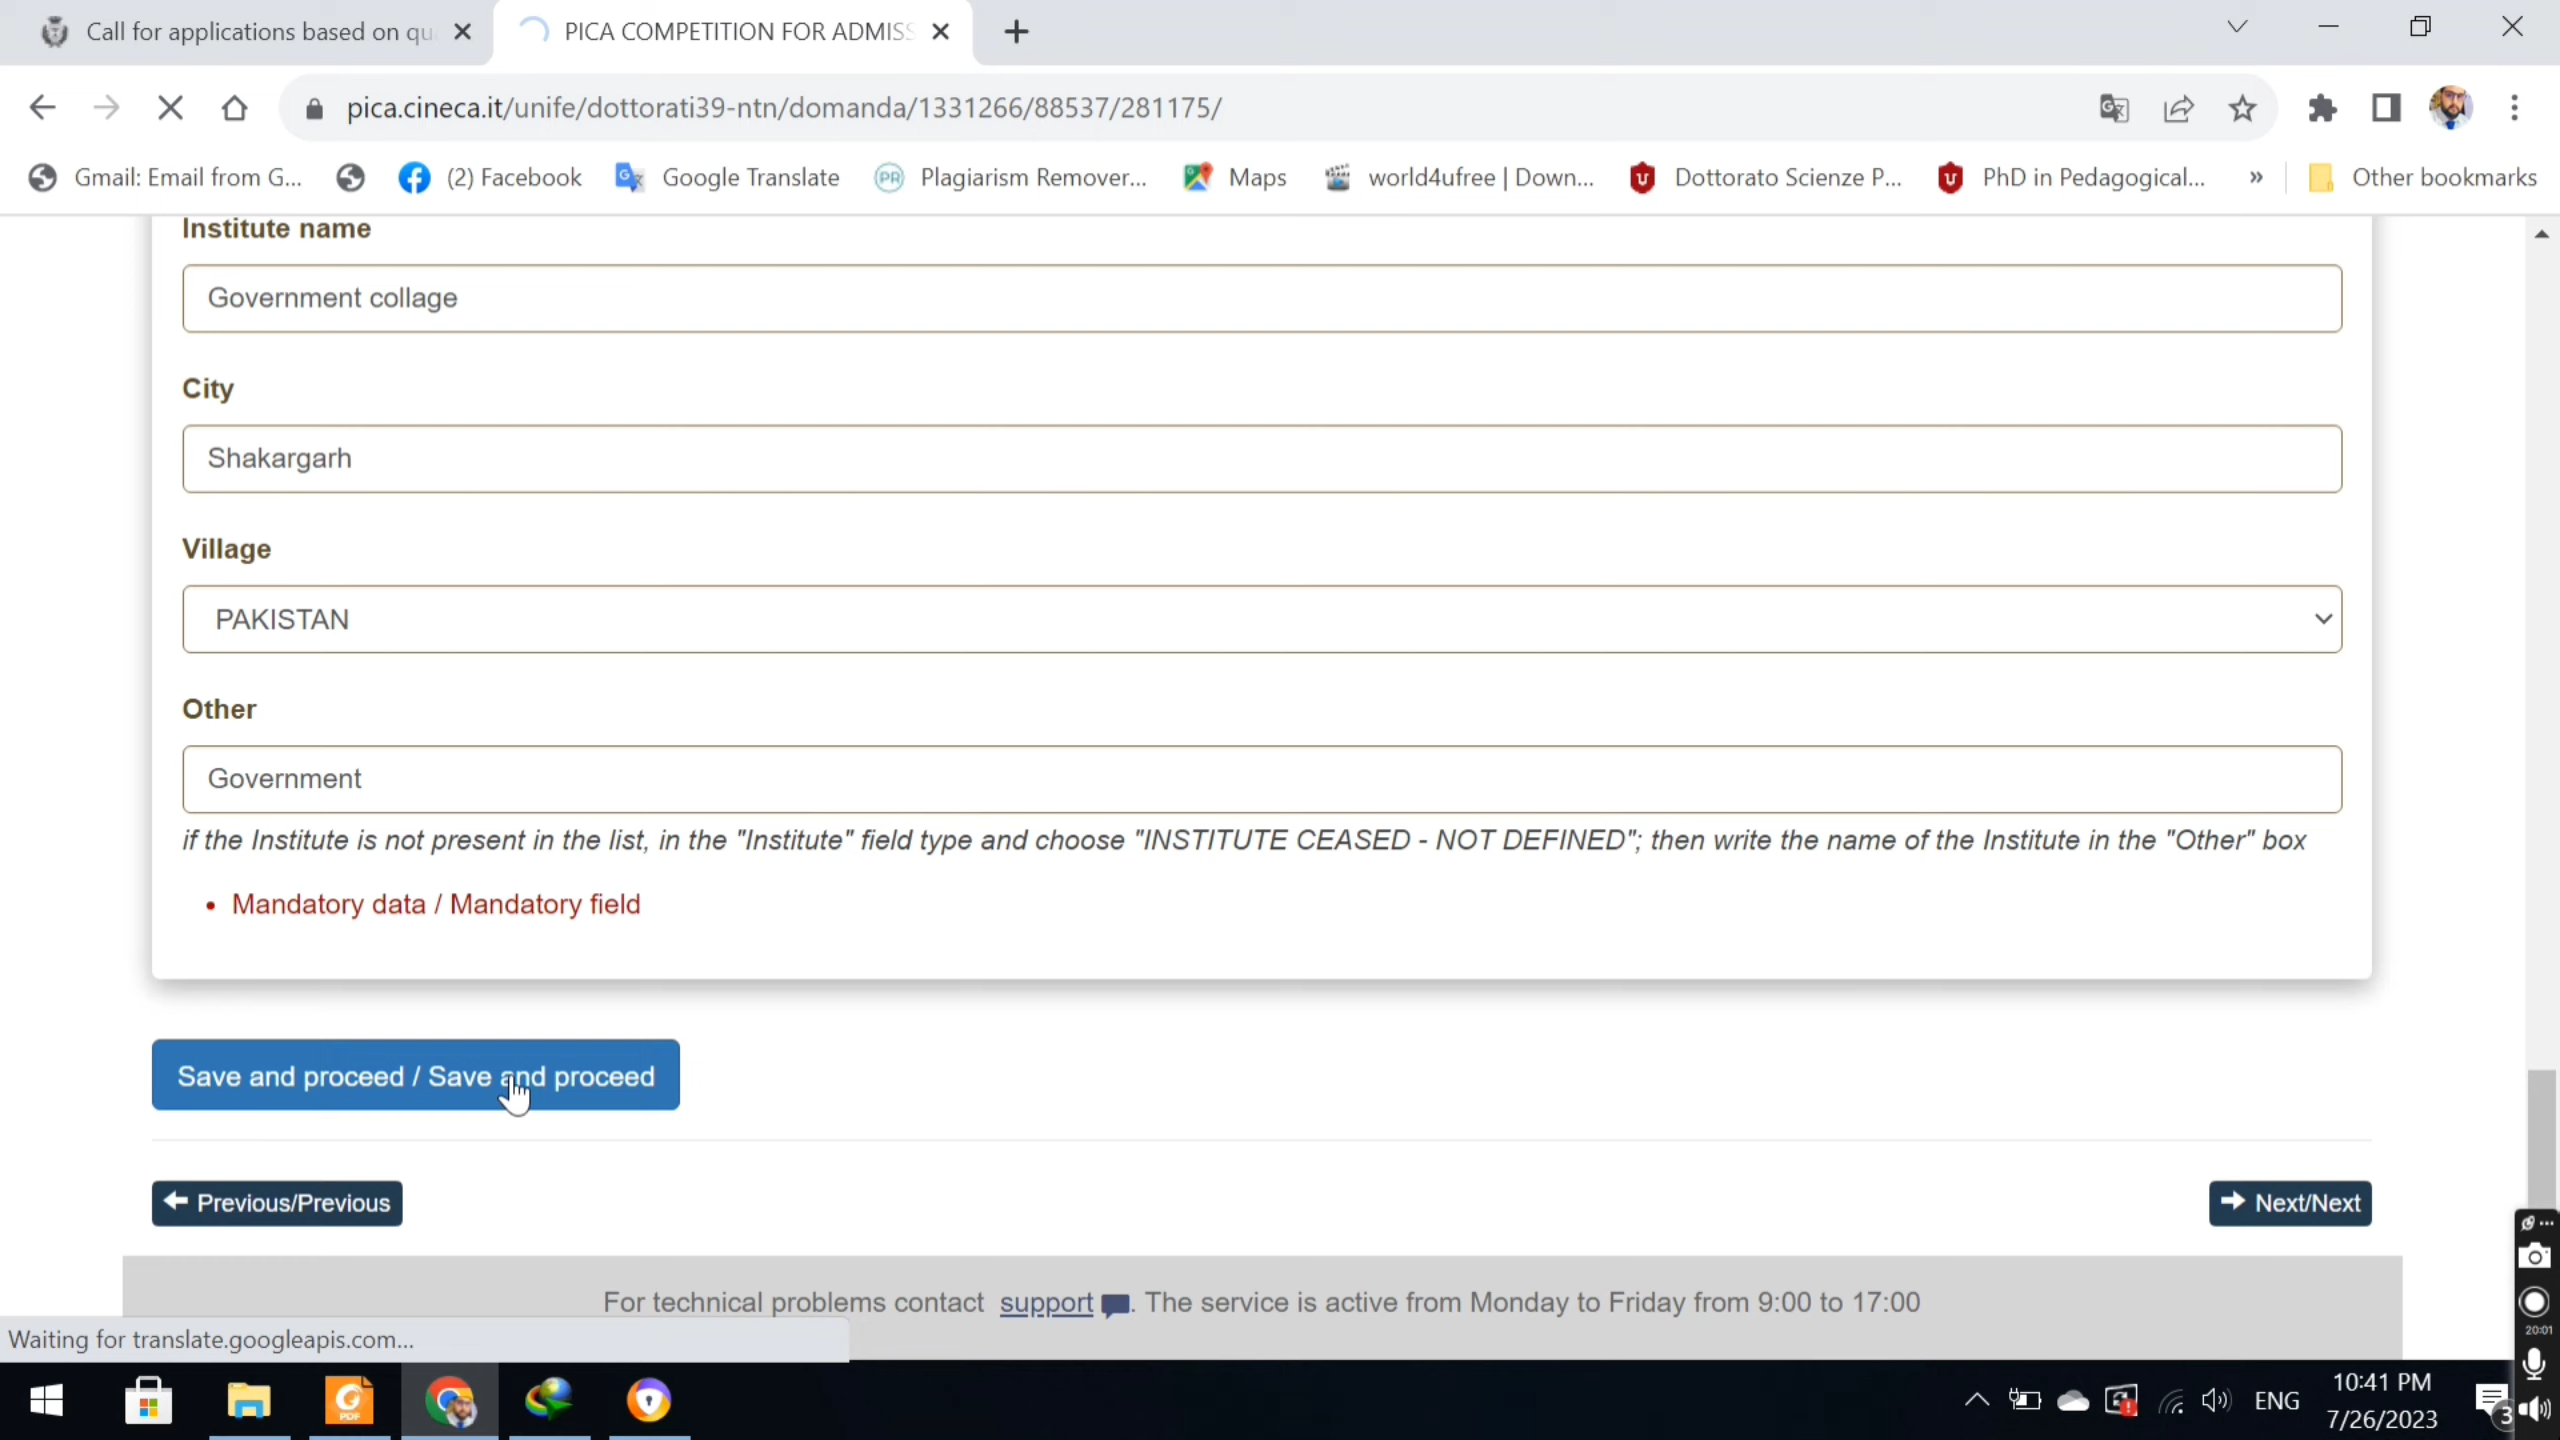 Call for applications based on qu
PICA COMPETITION FOR ADMISS
pica.cineca.it/unife/dottorati39-ntn/domanda/1331266/88537/281175/
Gmail: Email from G...
(2) Facebook
Google Translate
PR
Plagiarism Remover...
Maps
world4ufree | Down...
Dottorato Scienze P...
PhD in Pedagogical...
»
Other bookmarks
Institute name
Government collage
City
Shakargarh
Village
PAKISTAN
Other
Government
if the Institute is not present in the list, in the "Institute" field type and choose "INSTITUTE CEASED - NOT DEFINED"; then write the name of the Institute in the "Other" box
• Mandatory data / Mandatory field
Save and proceed / Save and proceed
Previous/Previous
Next/Next
For technical problems contact support . The service is active from Monday to Friday from 9:00 to 17:00
Waiting for translate.googleapis.com...
20:01
PDF
ENG
10:41 PM
7/26/2023
3